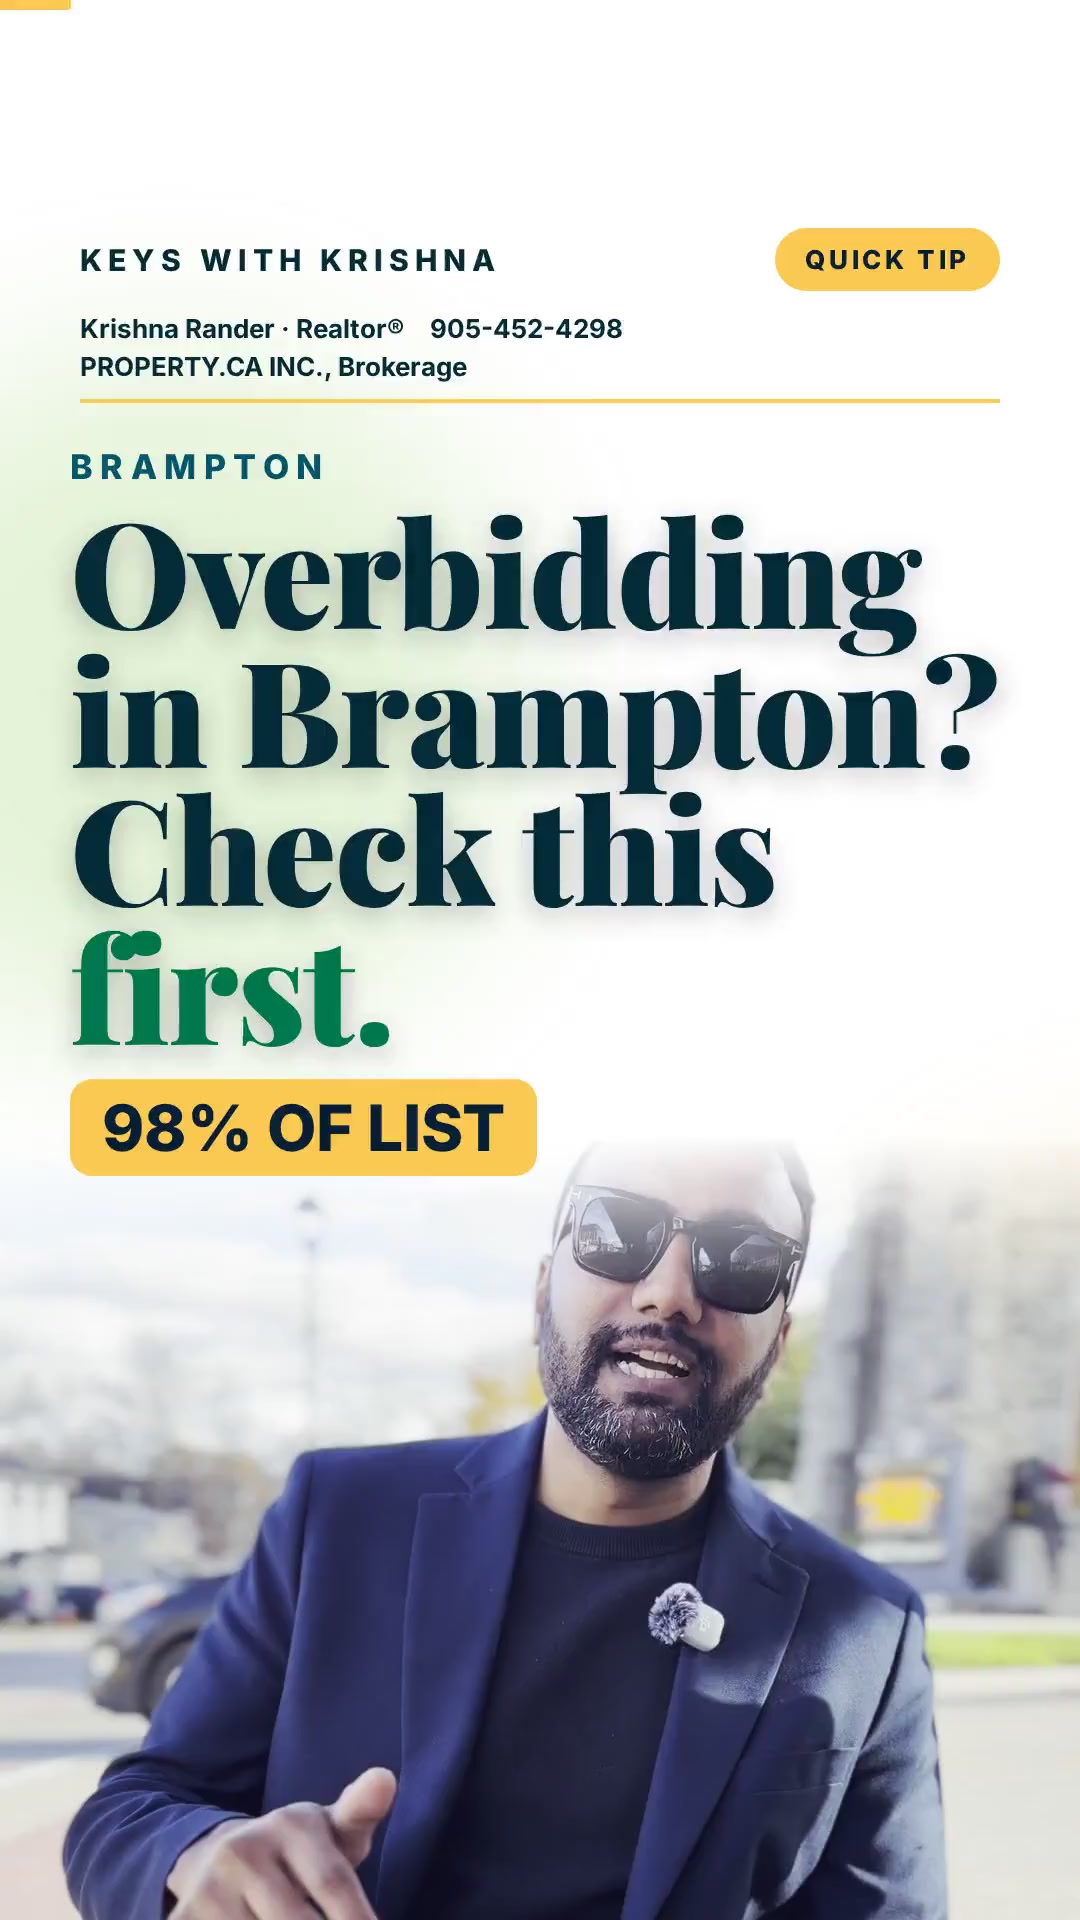 KEYS WITH KRISHNA
QUICK TIP
Krishna Rander · Realtor® 905-452-4298
PROPERTY.CA INC., Brokerage
BRAMPTON
Overbidding
in Brampton?
Check this
first.
98% OF LIST